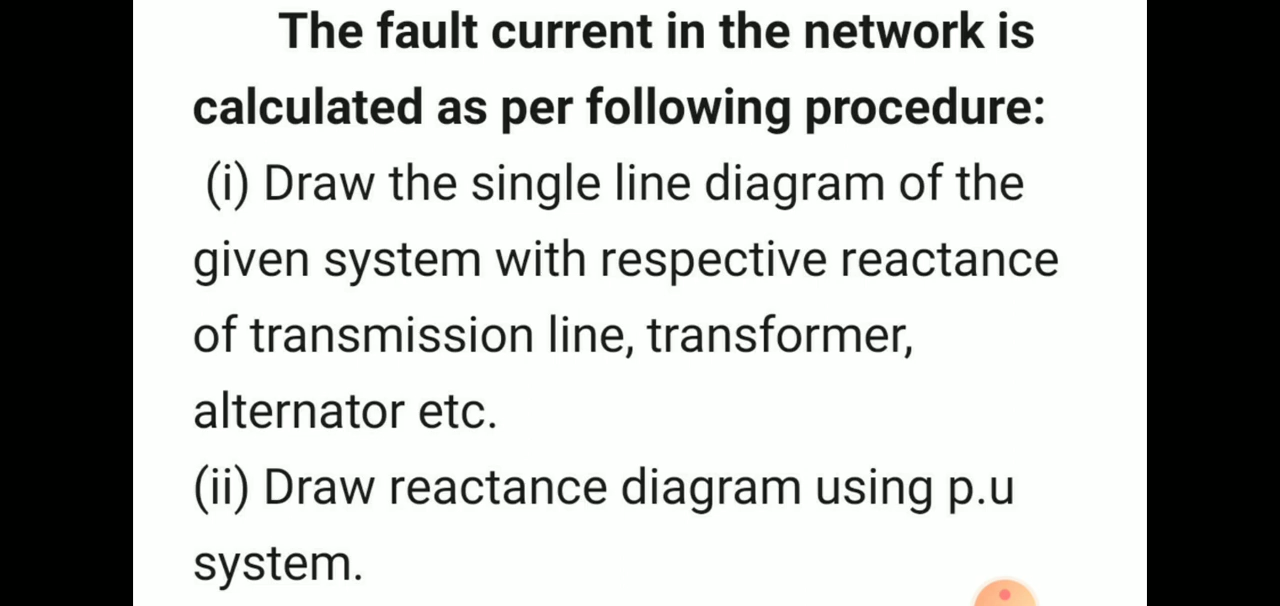 The fault current in the network is
calculated as per following procedure:
(i) Draw the single line diagram of the
given system with respective reactance
of transmission line, transformer,
alternator etc.
(ii) Draw reactance diagram using p.u
system.